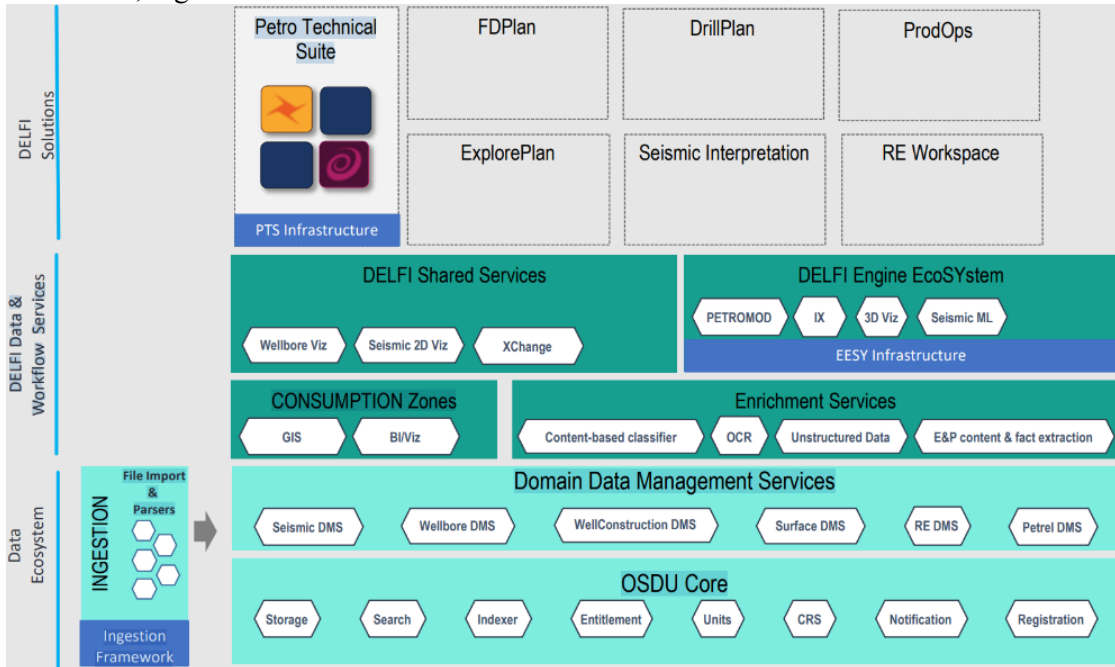 Petro Technical
Suite
FDPlan
DrillPlan
ProdOps
DELFI
Solutions
ExplorePlan
Seismic Interpretation
RE Workspace
PTS Infrastructure
DELFI Data &
Workflow Services
DELFI Shared Services
Wellbore Viz
Seismic 2D Viz
XChange
DELFI Engine EcoSYstem
PETROMOD
IX
3D Viz
Seismic ML
EESY Infrastructure
CONSUMPTION Zones
GIS
BI/Viz
Enrichment Services
Content-based classifier
OCR
Unstructured Data
E&P content & fact extraction
Data
Ecosystem
INGESTION
File Import
&
Parsers
Ingestion
Framework
Domain Data Management Services
Seismic DMS
Wellbore DMS
WellConstruction DMS
Surface DMS
RE DMS
Petrel DMS
OSDU Core
Storage
Search
Indexer
Entitlement
Units
CRS
Notification
Registration